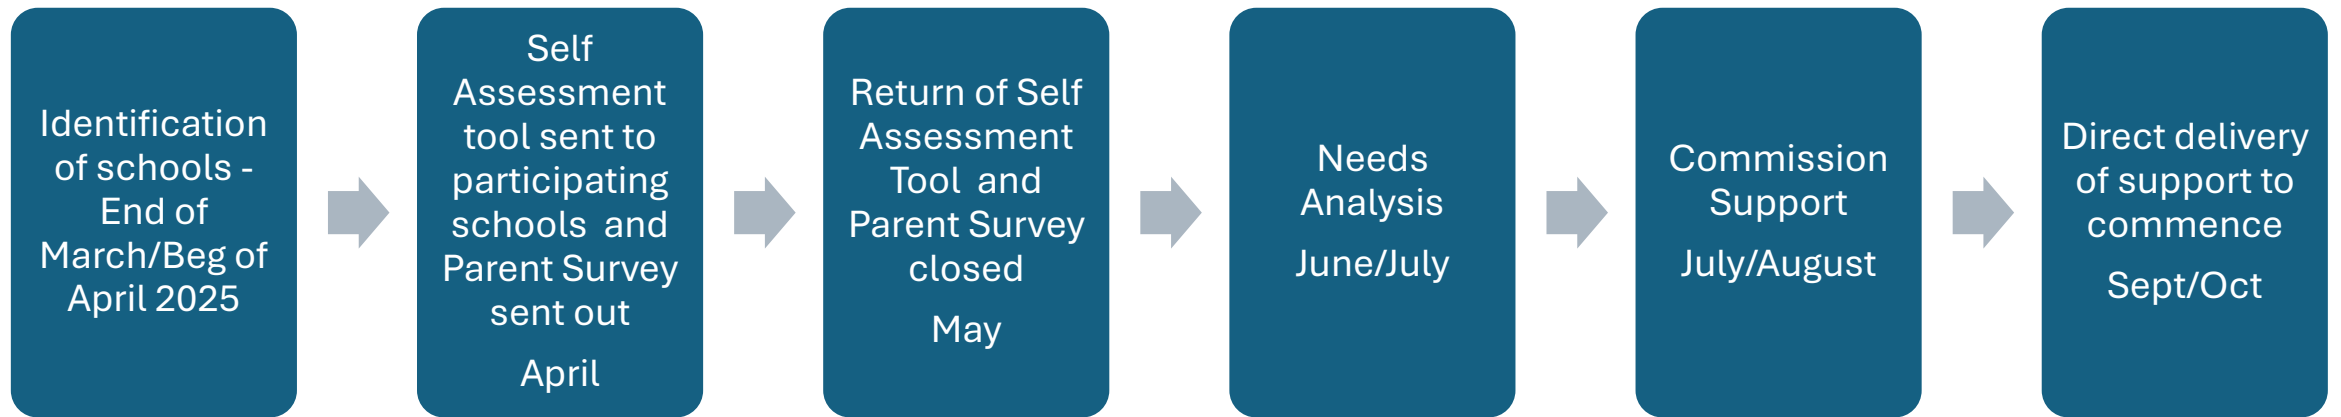 Identification
of schools -
End of
March/Beg of
April 2025
Self
Assessment
tool sent to
participating
schools  and
Parent Survey
sent out
April
Return of Self
Assessment
Tool  and
Parent Survey
closed
May
Needs
Analysis
June/July
Commission
Support
July/August
Direct delivery
of support to
commence
Sept/Oct